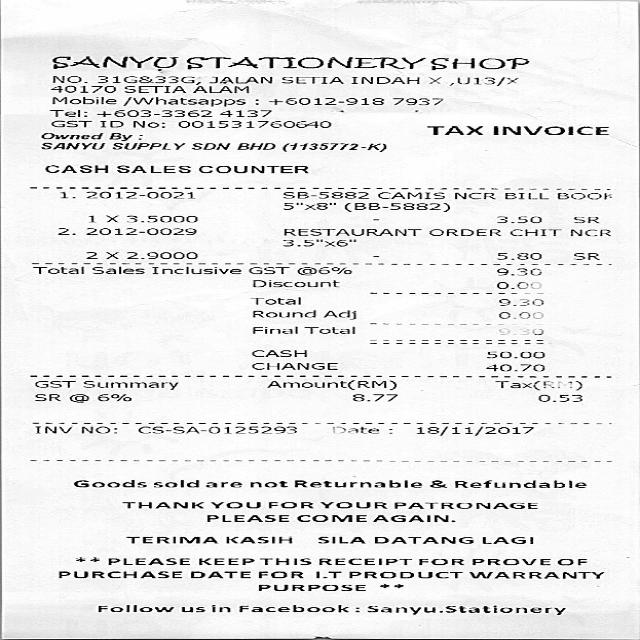 SANYU STATIONERY SHOP
NO. 31G&33G, JALAN SETIA INDAH X ,U13/X
40170 SETIA ALAM
Mobile /Whatsapps : +6012-918 7937
Tel: +603-3362 4137
GST ID No: 001531760640
TAX INVOICE
Owned By :
SANYU SUPPLY SDN BHD (1135772-K)
CASH SALES COUNTER
1. 2012-0021 SB-5882 CAMIS NCR BILL BOOK
5"x8" (BB-5882)
1 X 3.5000 - 3.50 SR
2. 2012-0029 RESTAURANT ORDER CHIT NCR
3.5"x6"
2 X 2.9000 - 5.80 SR
Total Sales Inclusive GST @6% 9.30
Discount 0.00
Total 9.30
Round Adj 0.00
Final Total 9.30
CASH 50.00
CHANGE 40.70
GST Summary Amount(RM) Tax(RM)
SR @ 6% 8.77 0.53
INV NO: CS-SA-0125293 Date : 18/11/2017
Goods sold are not Returnable & Refundable
THANK YOU FOR YOUR PATRONAGE
PLEASE COME AGAIN.
TERIMA KASIH SILA DATANG LAGI
** PLEASE KEEP THIS RECEIPT FOR PROVE OF
PURCHASE DATE FOR I.T PRODUCT WARRANTY
PURPOSE **
Follow us in Facebook : Sanyu.Stationery